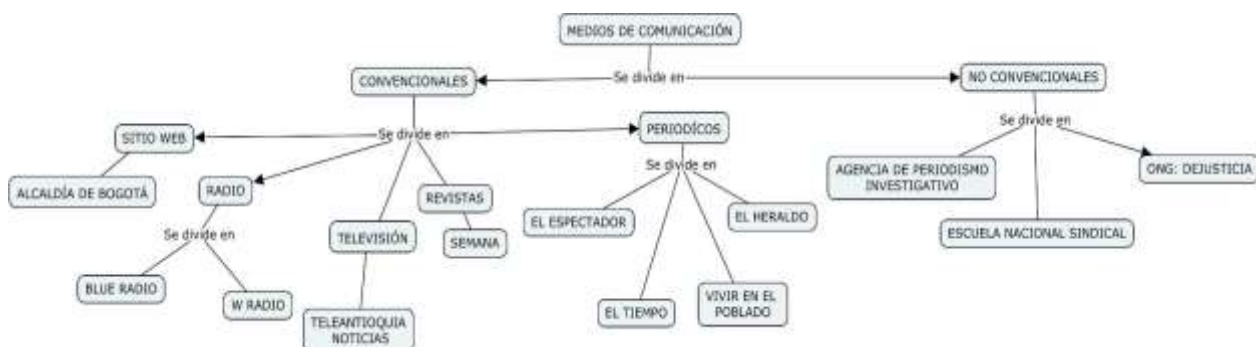 MEDIOS DE COMUNICACIÓN
Se divide en
CONVENCIONALES
NO CONVENCIONALES
Se divide en
SITIO WEB
ALCALDÍA DE BOGOTÁ
RADIO
Se divide en
BLUE RADIO
W RADIO
TELEVISIÓN
TELEANTIOQUIA
NOTICIAS
REVISTAS
SEMANA
PERIODÍCOS
Se divide en
EL ESPECTADOR
EL TIEMPO
VIVIR EN EL
POBLADO
EL HERALDO
Se divide en
AGENCIA DE PERIODISMO
INVESTIGATIVO
ESCUELA NACIONAL SINDICAL
ONG: DEJUSTICIA